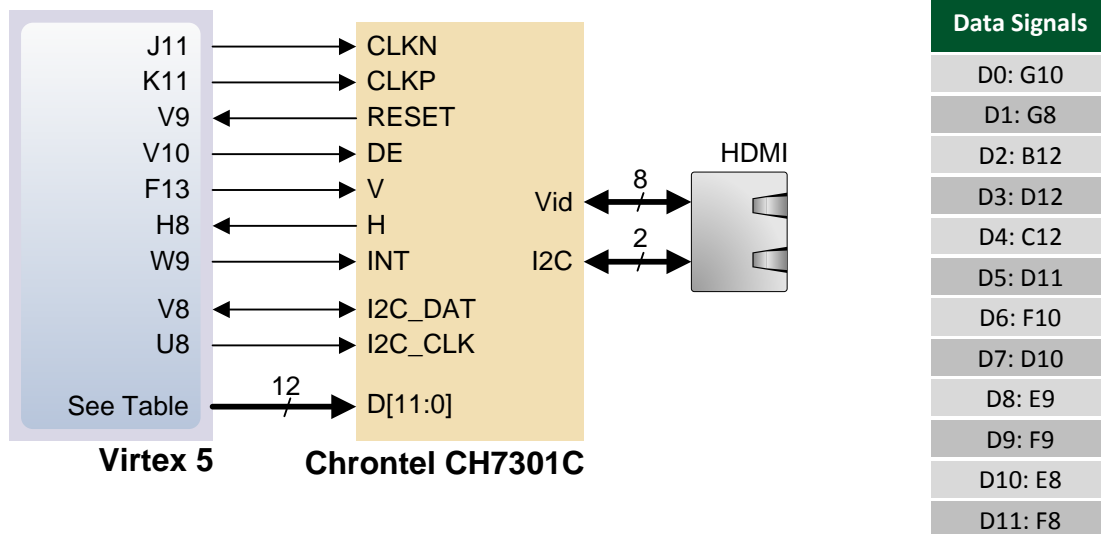 J11 CLKN
K11 CLKP
V9 RESET
V10 DE
F13 V
H8 H
W9 INT
V8 I2C_DAT
U8 I2C_CLK
See Table 12 D[11:0]
Virtex 5
Chrontel CH7301C
Vid 8
I2C 2
HDMI
Data Signals
D0: G10
D1: G8
D2: B12
D3: D12
D4: C12
D5: D11
D6: F10
D7: D10
D8: E9
D9: F9
D10: E8
D11: F8